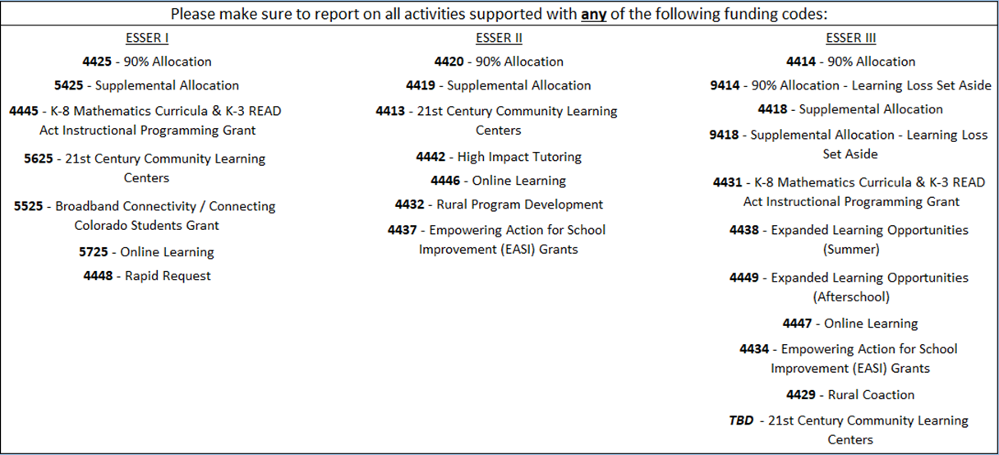 Please make sure to report on all activities supported with any of the following funding codes:
ESSER I
4425 - 90% Allocation
5425 - Supplemental Allocation
4445 - K-8 Mathematics Curricula & K-3 READ
Act Instructional Programming Grant
5625 - 21st Century Community Learning
Centers
5525 - Broadband Connectivity / Connecting
Colorado Students Grant
5725 - Online Learning
4448 - Rapid Request
ESSER II
4420 - 90% Allocation
4419 - Supplemental Allocation
4413 - 21st Century Community Learning
Centers
4442 - High Impact Tutoring
4446 - Online Learning
4432 - Rural Program Development
4437 - Empowering Action for School
Improvement (EASI) Grants
ESSER III
4414 - 90% Allocation
9414 - 90% Allocation - Learning Loss Set Aside
4418 - Supplemental Allocation
9418 - Supplemental Allocation - Learning Loss
Set Aside
4431 - K-8 Mathematics Curricula & K-3 READ
Act Instructional Programming Grant
4438 - Expanded Learning Opportunities
(Summer)
4449 - Expanded Learning Opportunities
(Afterschool)
4447 - Online Learning
4434 - Empowering Action for School
Improvement (EASI) Grants
4429 - Rural Coaction
TBD - 21st Century Community Learning
Centers